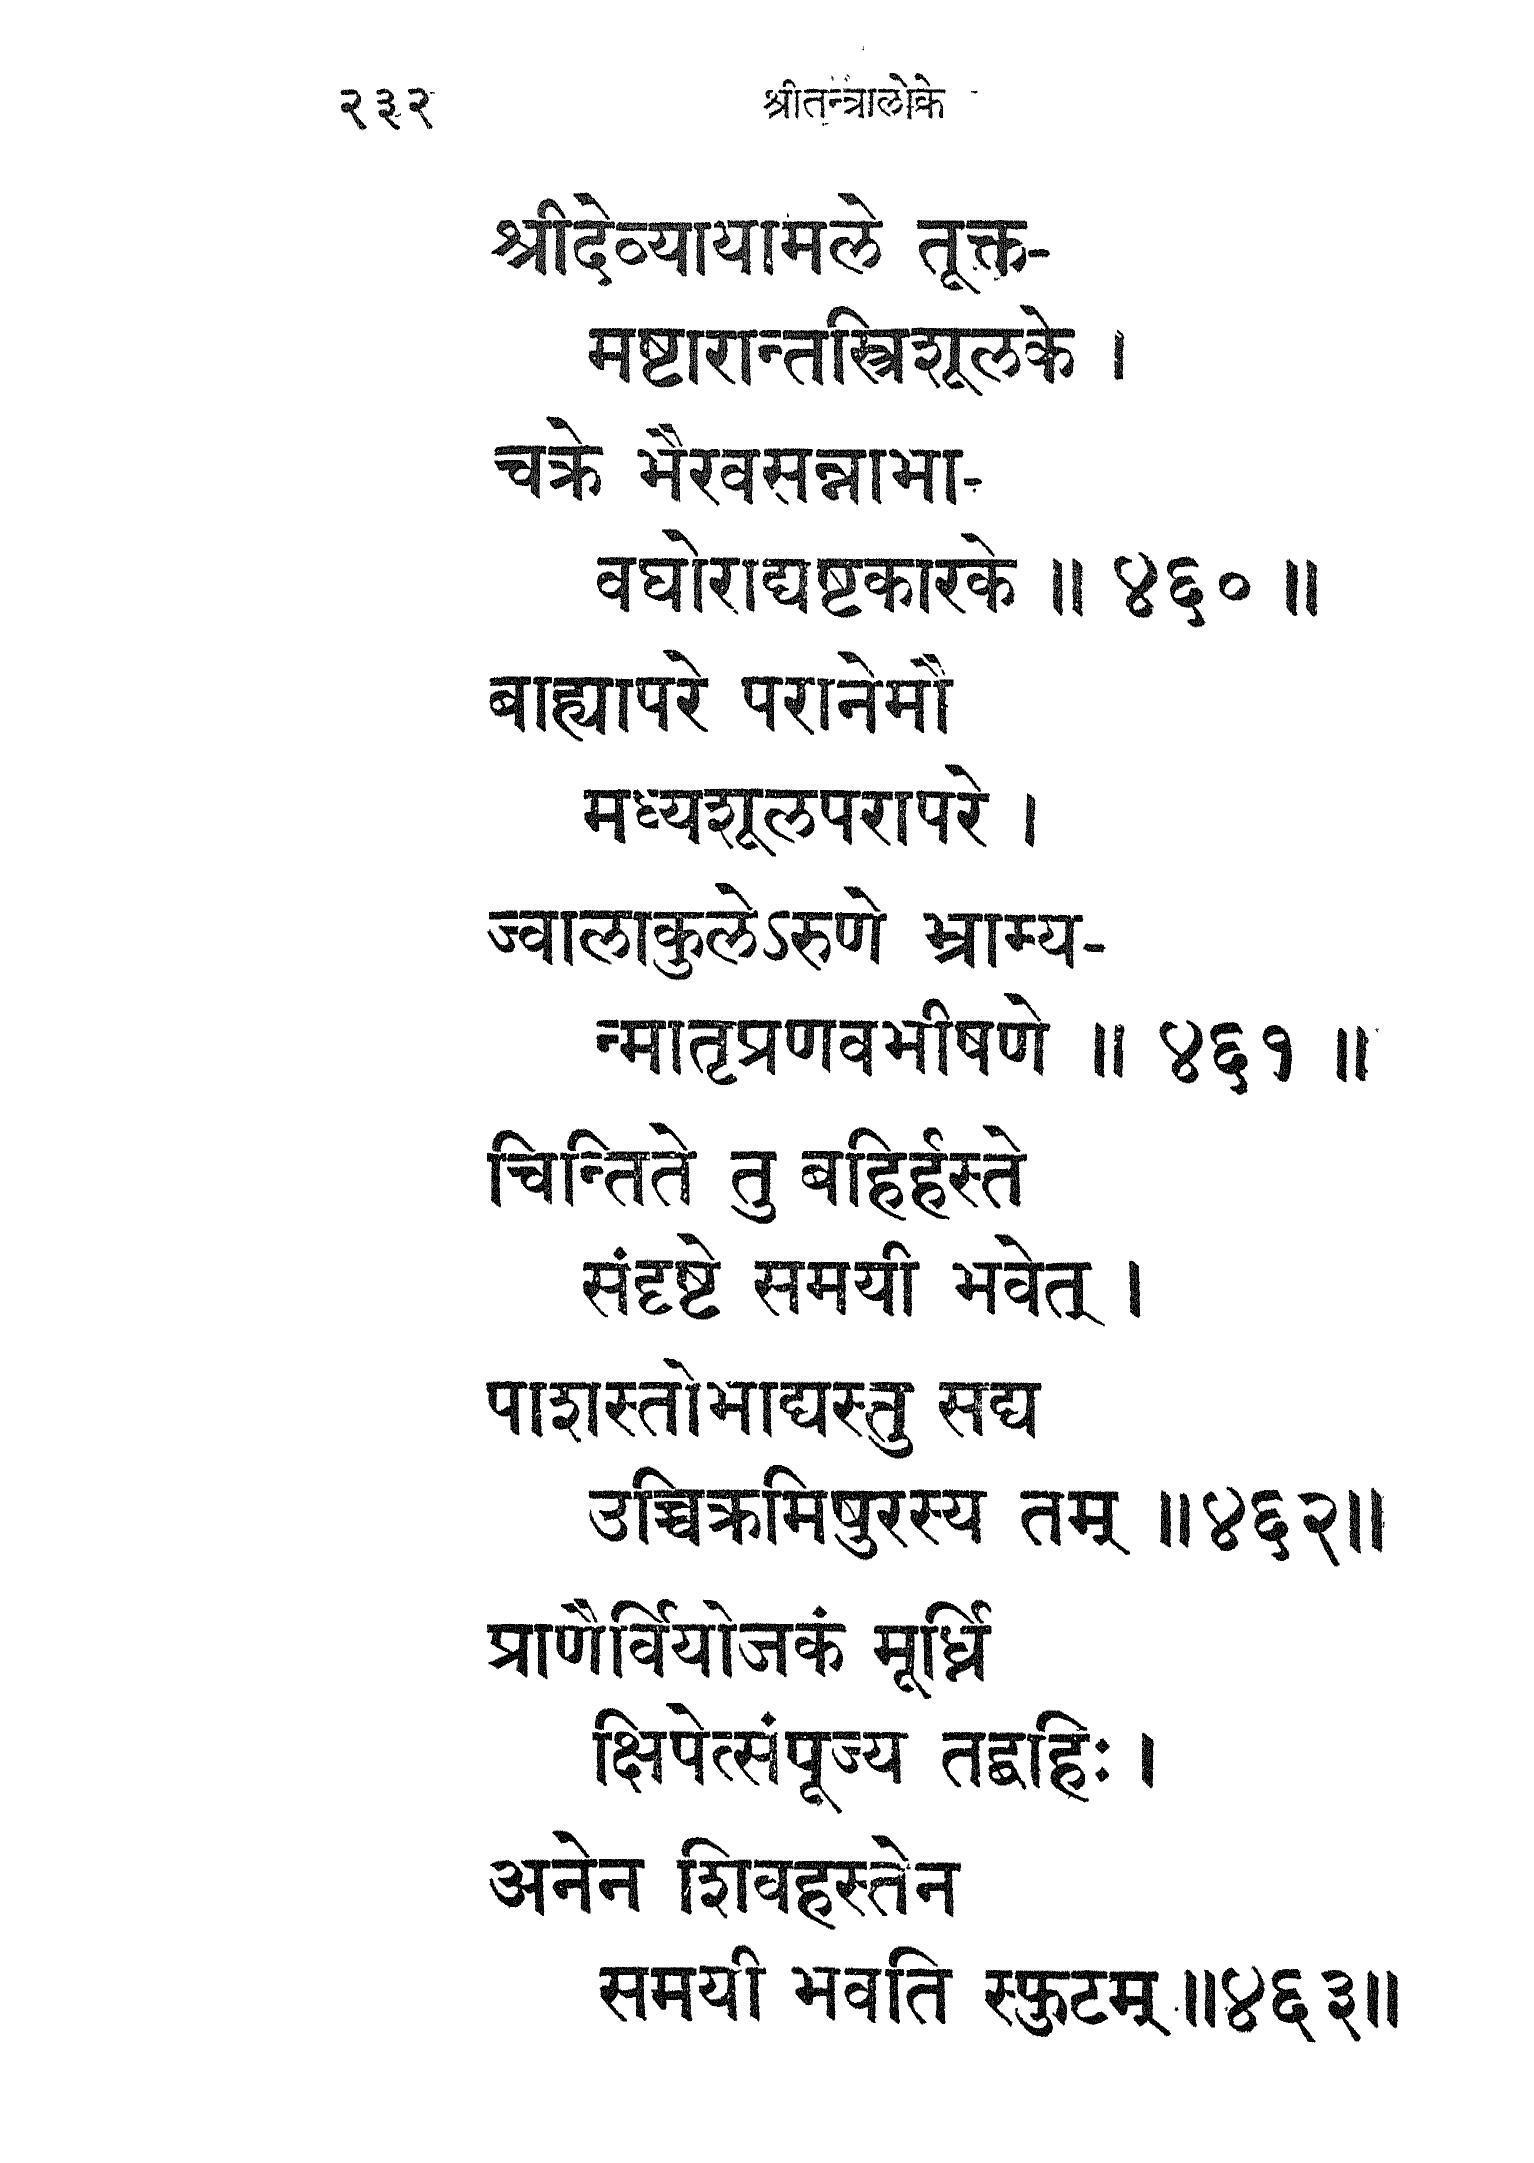 २३२ श्रीतन्त्रालोके
श्रीदेव्यायामले तूक्त-
मष्टारान्तस्त्रिशूलके ।
चक्रे भैरवसन्नाभा-
वघोराद्यष्टकारके ॥ ४६० ॥
बाह्यापरे परानेमौ
मध्यशूलपरापरे ।
ज्वालाकुलेऽरुणे भ्राम्य-
न्मातृप्रणवभीषणे ॥ ४६१ ॥
चिन्तिते तु बहिर्हस्ते
संदृष्टे समयी भवेत् ।
पाशस्तोभाद्यस्तु सद्य
उच्चिक्रमिषुरस्य तम् ॥४६२॥
प्राणैर्वियोजकं मूर्ध्नि
क्षिपेत्संपूज्य तद्बहिः ।
अनेन शिवहस्तेन
समयी भवति स्फुटम् ॥४६३॥